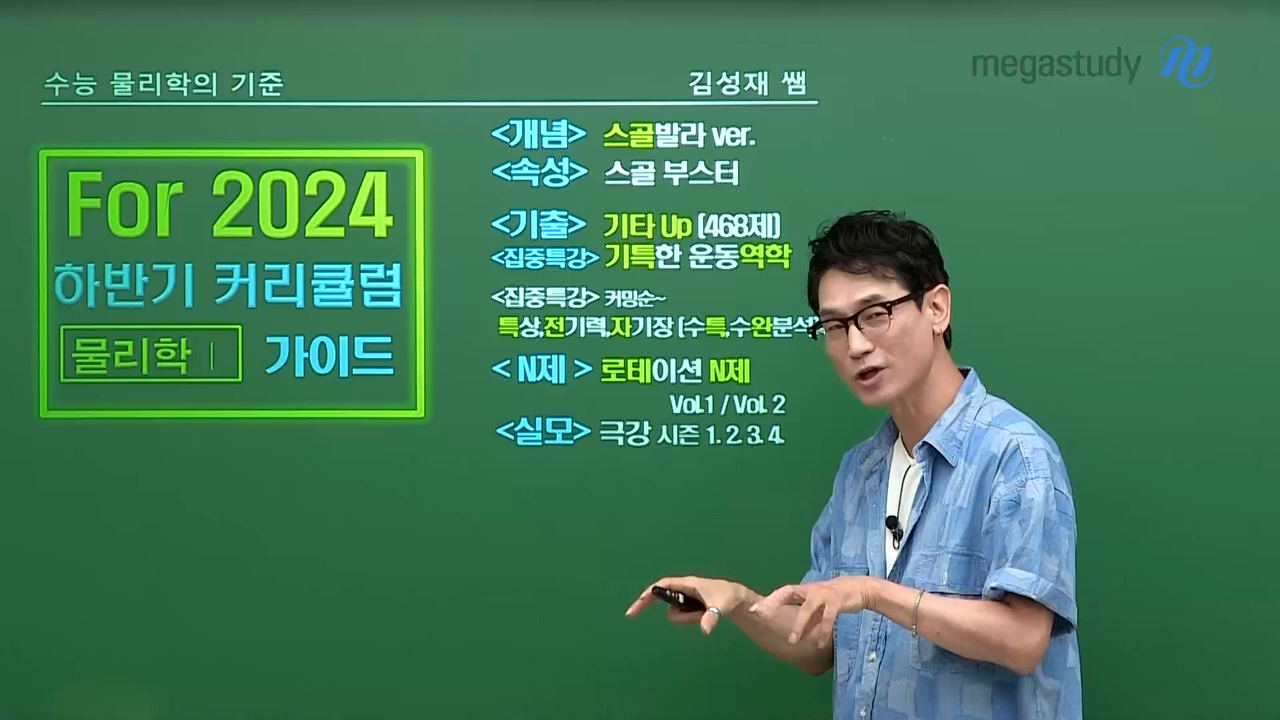 수능 물리학의 기준
김성재 쌤
megastudy
For 2024
하반기 커리큘럼
물리학 I 가이드
<개념> 스골발라 ver.
<속성> 스골 부스터
<기출> 기타 Up (468제)
<집중특강> 기특한 운동역학
<집중특강> 커밍순~
특상,전기력,자기장 (수특,수완분석)
< N제 > 로테이션 N제
Vol.1 / Vol. 2
<실모> 극강 시즌 1. 2. 3. 4.